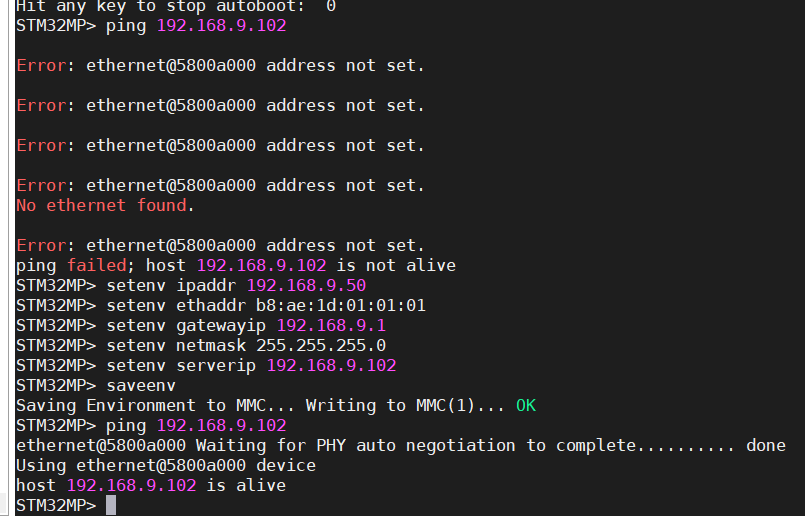 Hit any key to stop autoboot:  0
STM32MP> ping 192.168.9.102
Error: ethernet@5800a000 address not set.
Error: ethernet@5800a000 address not set.
Error: ethernet@5800a000 address not set.
Error: ethernet@5800a000 address not set.
No ethernet found.
Error: ethernet@5800a000 address not set.
ping failed; host 192.168.9.102 is not alive
STM32MP> setenv ipaddr 192.168.9.50
STM32MP> setenv ethaddr b8:ae:1d:01:01:01
STM32MP> setenv gatewayip 192.168.9.1
STM32MP> setenv netmask 255.255.255.0
STM32MP> setenv serverip 192.168.9.102
STM32MP> saveenv
Saving Environment to MMC... Writing to MMC(1)... OK
STM32MP> ping 192.168.9.102
ethernet@5800a000 Waiting for PHY auto negotiation to complete.......... done
Using ethernet@5800a000 device
host 192.168.9.102 is alive
STM32MP>